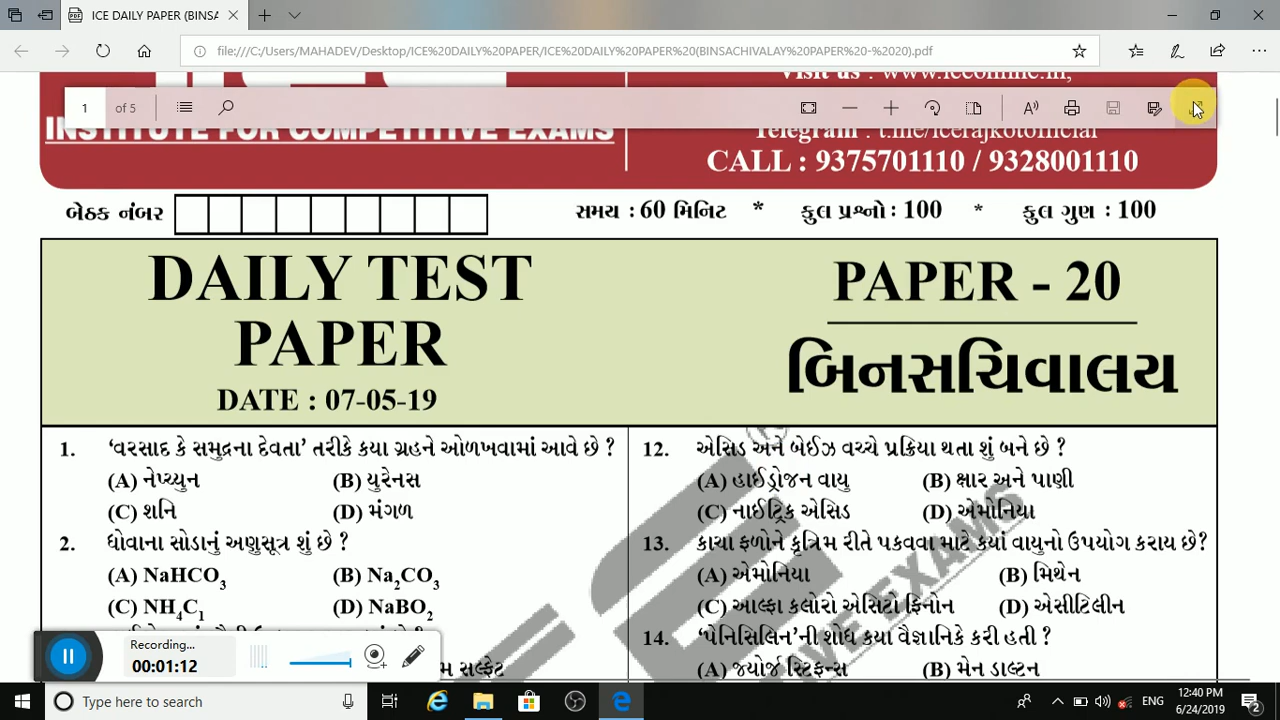 ICE DAILY PAPER (BINSA
file:///C:/Users/MAHADEV/Desktop/ICE%20DAILY%20PAPER/ICE%20DAILY%20PAPER%20(BINSACHIVALAY%20PAPER%20-%2020).pdf
1 of 5
INSTITUTE FOR COMPETITIVE EXAMS
Visit us : www.iceonline.in,
Telegram : t.me/icerajkotofficial
CALL : 9375701110 / 9328001110
બેઠક નંબર
સમય : 60 મિનિટ * કુલ પ્રશ્નો : 100 * કુલ ગુણ : 100
DAILY TEST
PAPER
DATE : 07-05-19
PAPER - 20
બિનસચિવાલય
1. 'વરસાદ કે સમુદ્રના દેવતા' તરીકે કયા ગ્રહને ઓળખવામાં આવે છે ?
(A) નેપ્ચ્યુન (B) યુરેનસ
(C) શનિ (D) મંગળ
2. ધોવાના સોડાનું અણુસૂત્ર શું છે ?
(A) NaHCO3 (B) Na2CO3
(C) NH4C1 (D) NaBO2
મ સલ્ફેટ
12. એસિડ અને બેઈઝ વચ્ચે પ્રક્રિયા થતા શું બને છે ?
(A) હાઈડ્રોજન વાયુ (B) ક્ષાર અને પાણી
(C) નાઈટ્રિક એસિડ (D) એમોનિયા
13. કાચા ફળોને કૃત્રિમ રીતે પકવવા માટે કયાં વાયુનો ઉપયોગ કરાય છે?
(A) એમોનિયા (B) મિથેન
(C) આલ્ફા કલોરો એસિટો ફિનોન (D) એસીટિલીન
14. 'પેનિસિલિન'ની શોધ કયા વૈજ્ઞાનિકે કરી હતી ?
(A) જયોર્જ સ્ટિફન્સ (B) મેન ડાલ્ટન
IVE EXAMS
Recording...
00:01:12
Type here to search
ENG
12:40 PM
6/24/2019
2